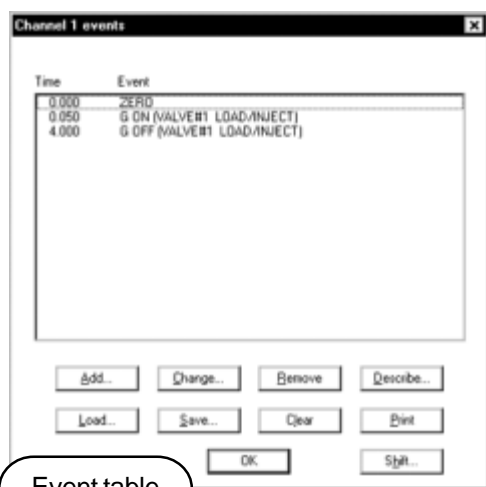 Channel 1 events
Time Event
0.000 ZERO
0.050 G ON (VALVE#1 LOAD/INJECT)
4.000 G OFF (VALVE#1 LOAD/INJECT)
Add... Change... Remove Describe...
Load... Save... Clear Print
OK Shift...
Event table